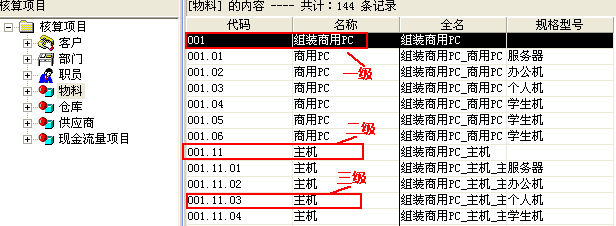 核算项目
核算项目
客户
部门
职员
物料
仓库
供应商
现金流量项目
[物料] 的内容 ---- 共计：144 条记录
代码 名称 全名 规格型号
001 组装商用PC 组装商用PC
001.01 商用PC 组装商用PC_商用PC 服务器
一级
001.02 商用PC 组装商用PC_商用PC 办公机
001.03 商用PC 组装商用PC_商用PC 个人机
001.04 商用PC 组装商用PC_商用PC 学生机
001.05 商用PC 组装商用PC_商用PC 学生机
001.06 商用PC 组装商用PC_商用PC 学生机
二级
001.11 主机 组装商用PC_主机
001.11.01 主机 组装商用PC_主机_主 服务器
001.11.02 主机 组装商用PC_主机_主 办公机
三级
001.11.03 主机 组装商用PC_主机_主 个人机
001.11.04 主机 组装商用PC_主机_主 学生机